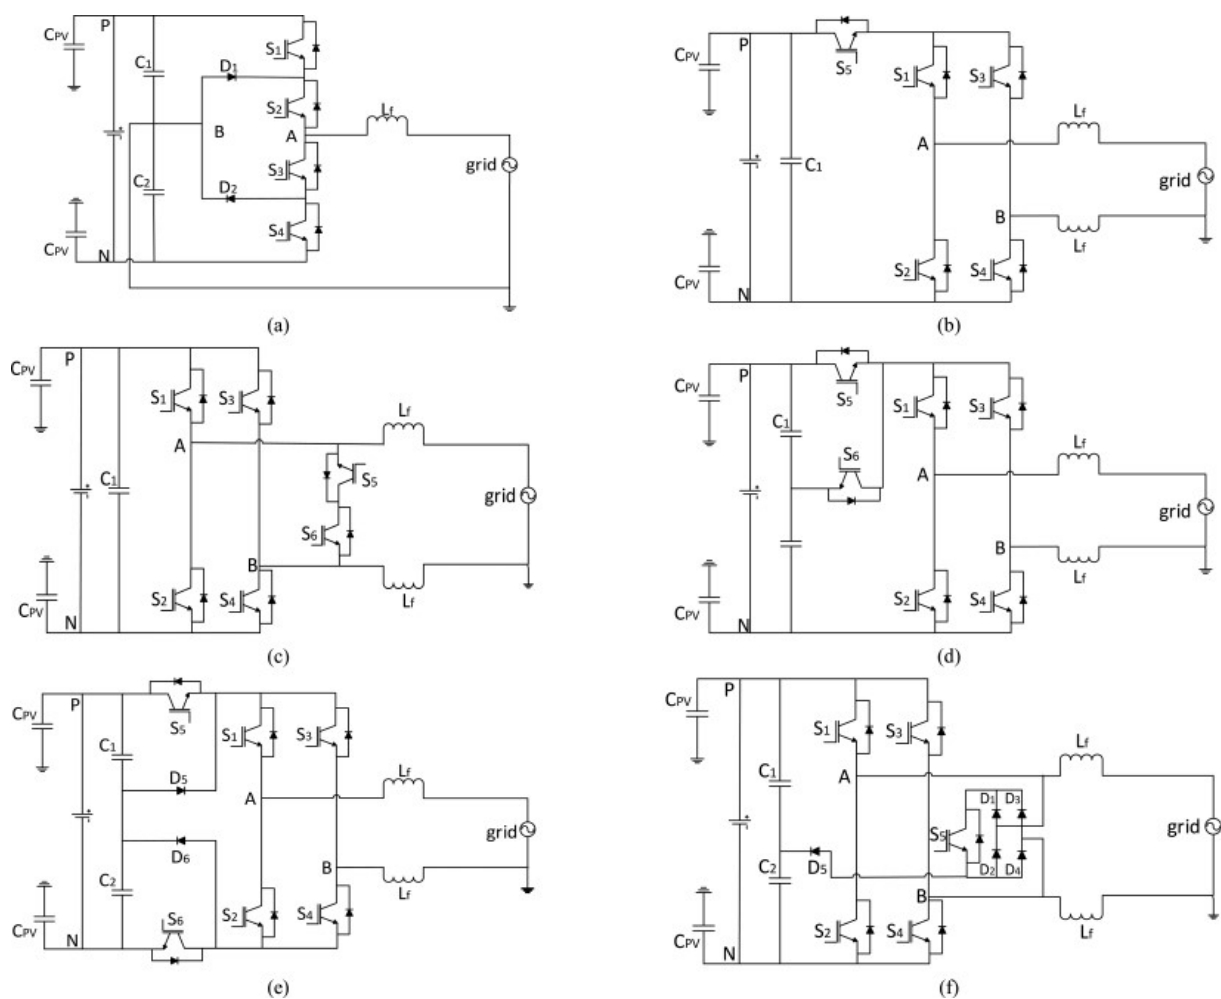 P
CPV
S1
C1
D1
S2
Lf
B
A
grid
S3
C2
D2
S4
CPV
N
(a)
P
CPV
S5
S1
S3
Lf
A
C1
grid
B
Lf
CPV
N
S2
S4
(b)
P
CPV
S1
S3
Lf
A
C1
S5
grid
S6
B
CPV
N
S2
S4
Lf
(c)
P
CPV
S5
S1
S3
C1
S6
Lf
A
grid
B
Lf
CPV
N
S2
S4
(d)
P
CPV
S5
S1
S3
C1
D5
Lf
A
grid
D6
B
C2
Lf
CPV
S6
S2
S4
N
(e)
P
CPV
S1
S3
Lf
A
C1
D1 D3
S5
grid
D5
D2 D4
C2
B
Lf
CPV
S2
S4
N
(f)